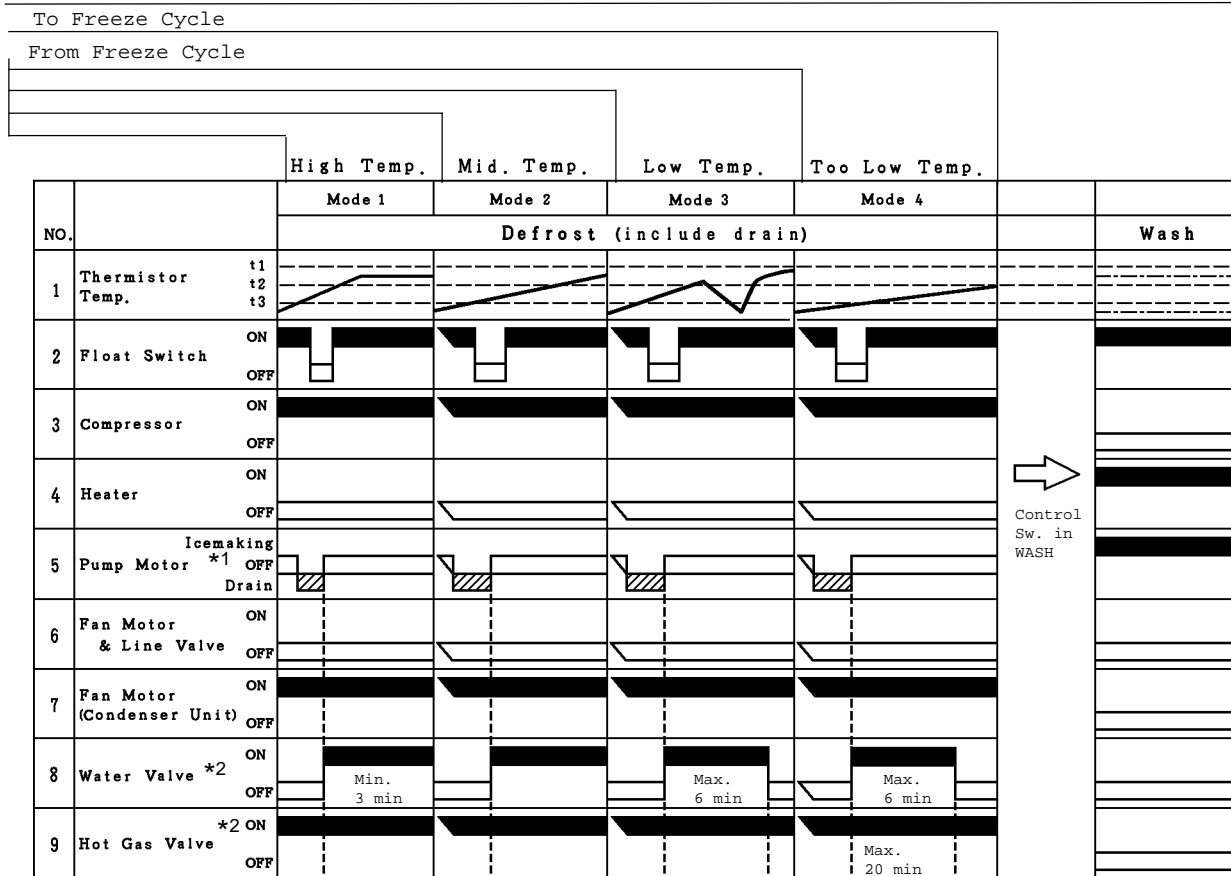 To Freeze Cycle
From Freeze Cycle
High Temp. Mid. Temp. Low Temp. Too Low Temp.
Mode 1 Mode 2 Mode 3 Mode 4
NO. Defrost (include drain) Wash
1 Thermistor Temp. t1 t2 t3
2 Float Switch ON OFF
3 Compressor ON OFF
4 Heater ON OFF
Control
Sw. in
WASH
5 Pump Motor *1 Icemaking OFF Drain
6 Fan Motor & Line Valve ON OFF
7 Fan Motor (Condenser Unit) ON OFF
8 Water Valve *2 ON OFF
Min. 3 min
Max. 6 min
Max. 6 min
9 Hot Gas Valve *2 ON OFF
Max. 20 min